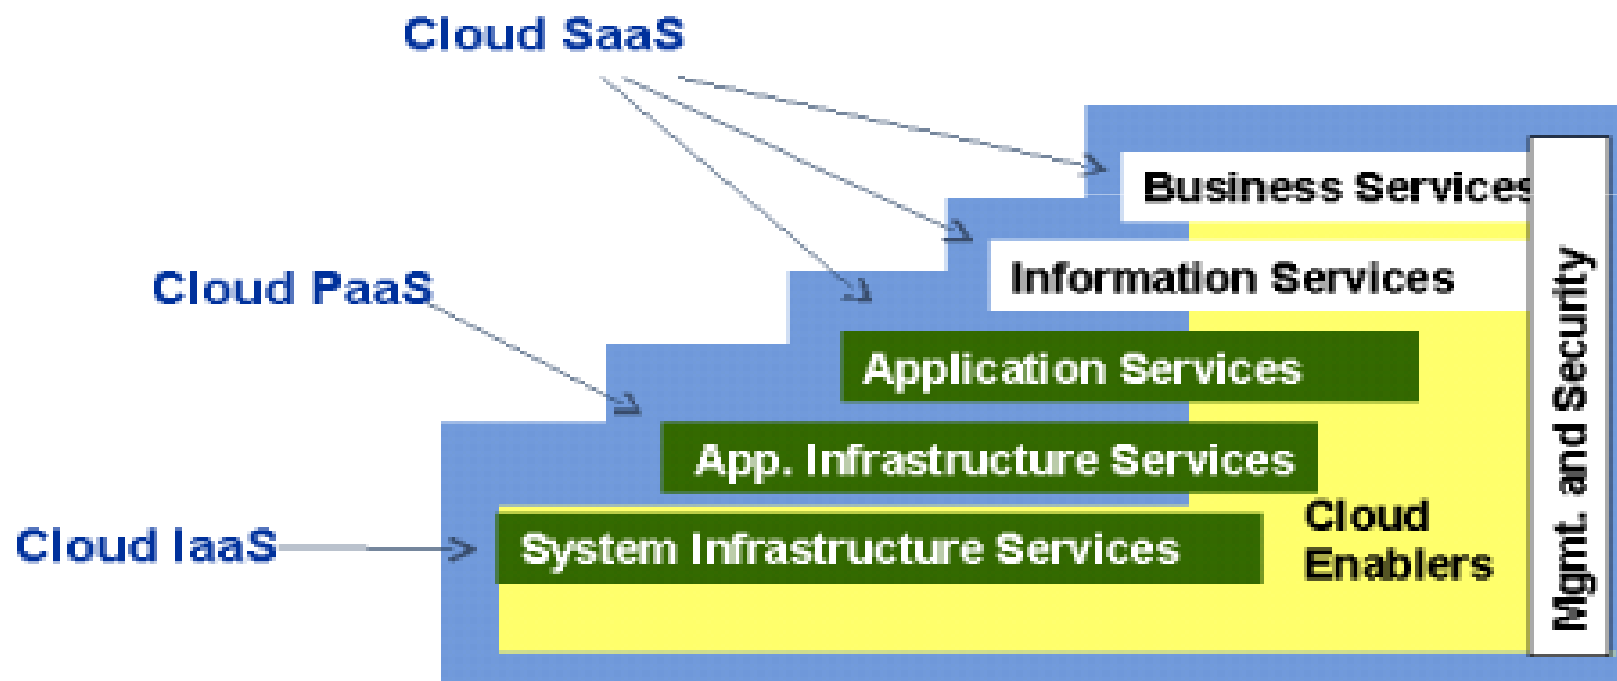 Cloud SaaS
Business Services
Information Services
Cloud PaaS
Application Services
App. Infrastructure Services
Cloud IaaS
System Infrastructure Services
Cloud
Enablers
Mgmt. and Security